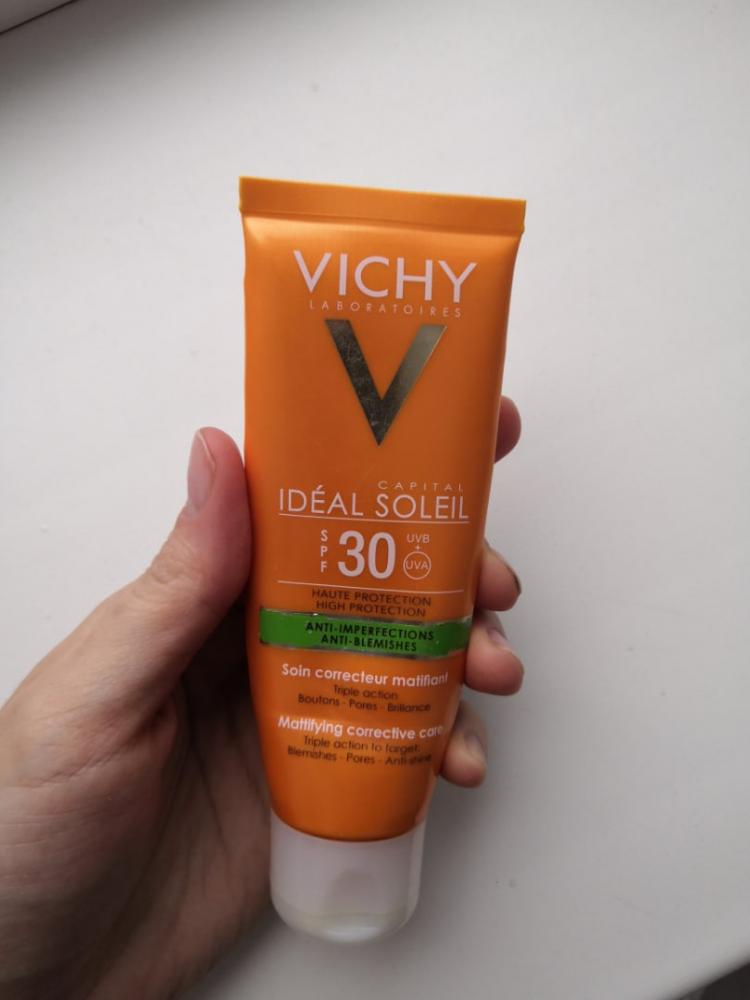 VICHY
LABORATOIRES
V
CAPITAL
IDÉAL SOLEIL
SPF 30 UVB + UVA
HAUTE PROTECTION
HIGH PROTECTION
ANTI-IMPERFECTIONS
ANTI-BLEMISHES
Soin correcteur matifiant
Triple action
Boutons - Pores - Brillance
Mattifying corrective care
Triple action to target:
Blemishes - Pores - Anti-shine